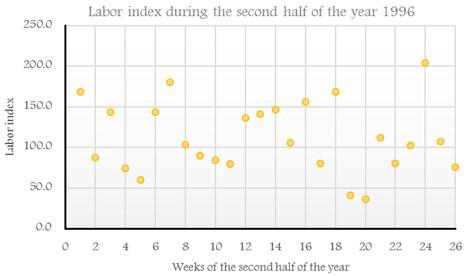 Labor index during the second half of the year 1996
250.0
200.0
150.0
100.0
50.0
0.0
Labor index
0 2 4 6 8 10 12 14 16 18 20 22 24 26
Weeks of the second half of the year